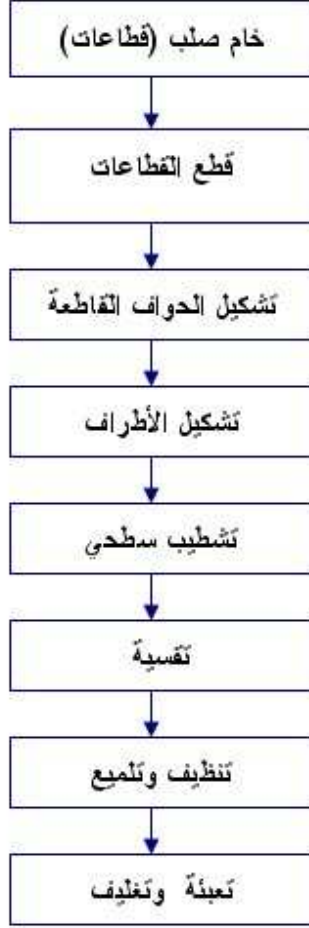 خام صلب (قطاعات)
قطع القطاعات
تشكيل الحواف القاطعة
تشكيل الأطراف
تشطيب سطحي
تقسية
تنظيف وتلميع
تعبئة وتغليف